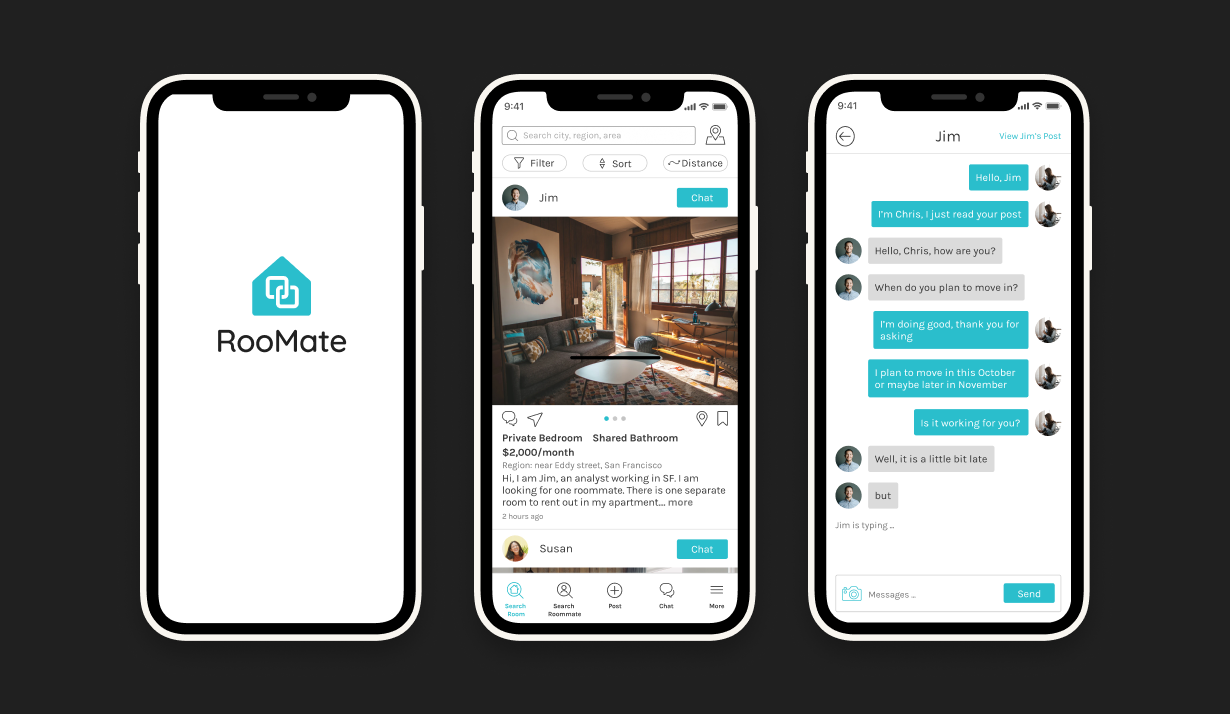 RooMate
9:41
Search city, region, area
Filter
Sort
Distance
Jim
Chat
Private Bedroom Shared Bathroom
$2,000/month
Region: near Eddy street, San Francisco
Hi, I am Jim, an analyst working in SF. I am
looking for one roommate. There is one separate
room to rent out in my apartment... more
2 hours ago
Susan
Chat
Search
Room
Search
Roommate
Post
Chat
More
9:41
Jim
View Jim's Post
Hello, Jim
I'm Chris, I just read your post
Hello, Chris, how are you?
When do you plan to move in?
I'm doing good, thank you for
asking
I plan to move in this October
or maybe later in November
Is it working for you?
Well, it is a little bit late
but
Jim is typing ...
Messages ...
Send